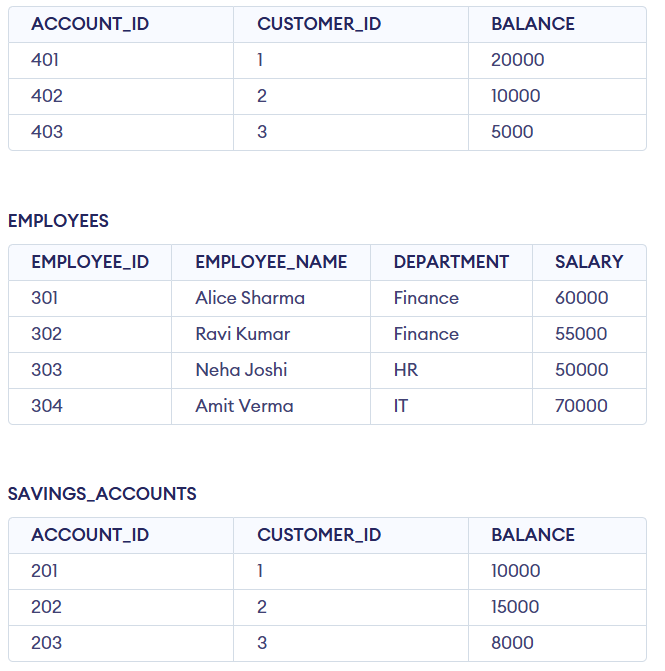 ACCOUNT_ID CUSTOMER_ID BALANCE
401 1 20000
402 2 10000
403 3 5000
EMPLOYEES
EMPLOYEE_ID EMPLOYEE_NAME DEPARTMENT SALARY
301 Alice Sharma Finance 60000
302 Ravi Kumar Finance 55000
303 Neha Joshi HR 50000
304 Amit Verma IT 70000
SAVINGS_ACCOUNTS
ACCOUNT_ID CUSTOMER_ID BALANCE
201 1 10000
202 2 15000
203 3 8000